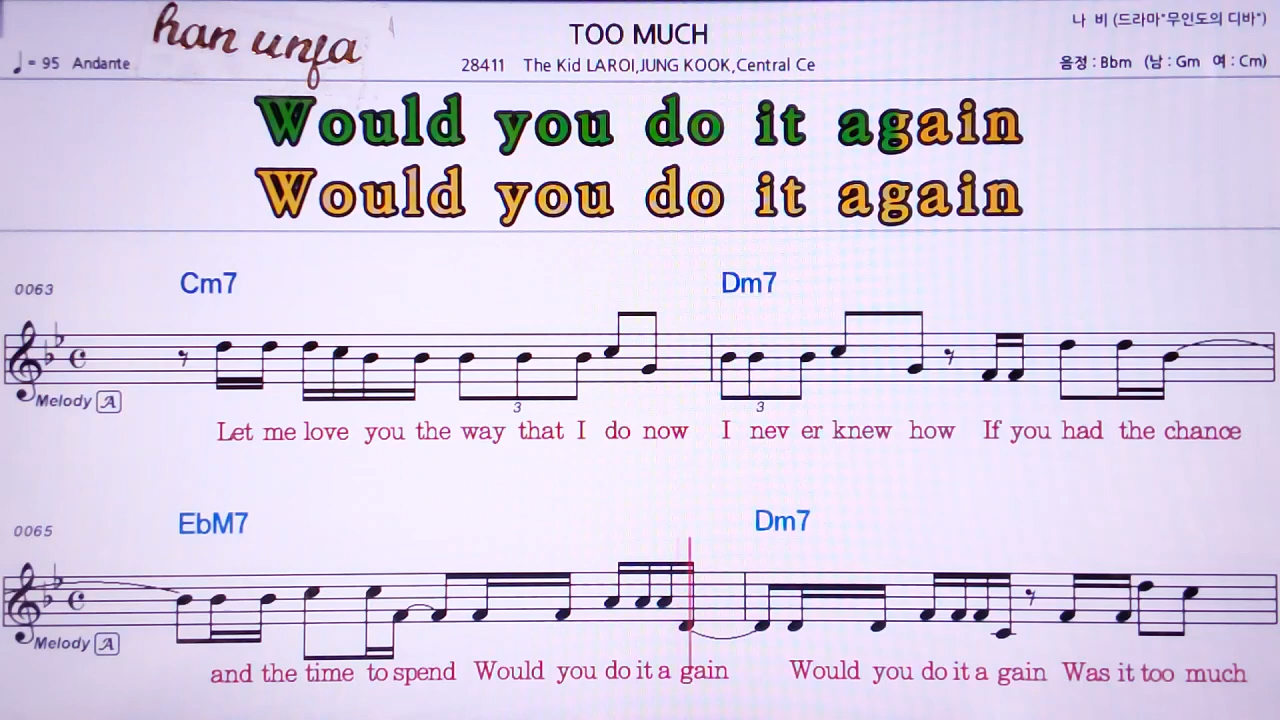 han unfa
TOO MUCH
나 비 (드라마"무인도의 디바")
♩= 95 Andante
28411 The Kid LAROI,JUNG KOOK,Central Ce
음정 : Bbm (남 : Gm 여 : Cm)
Would you do it again
Would you do it again
0063
Cm7 Dm7
3 3
Melody A
Let me love you the way that I do now I nev er knew how If you had the chance
0065
EbM7 Dm7
Melody A
and the time to spend Would you do it a gain Would you do it a gain Was it too much